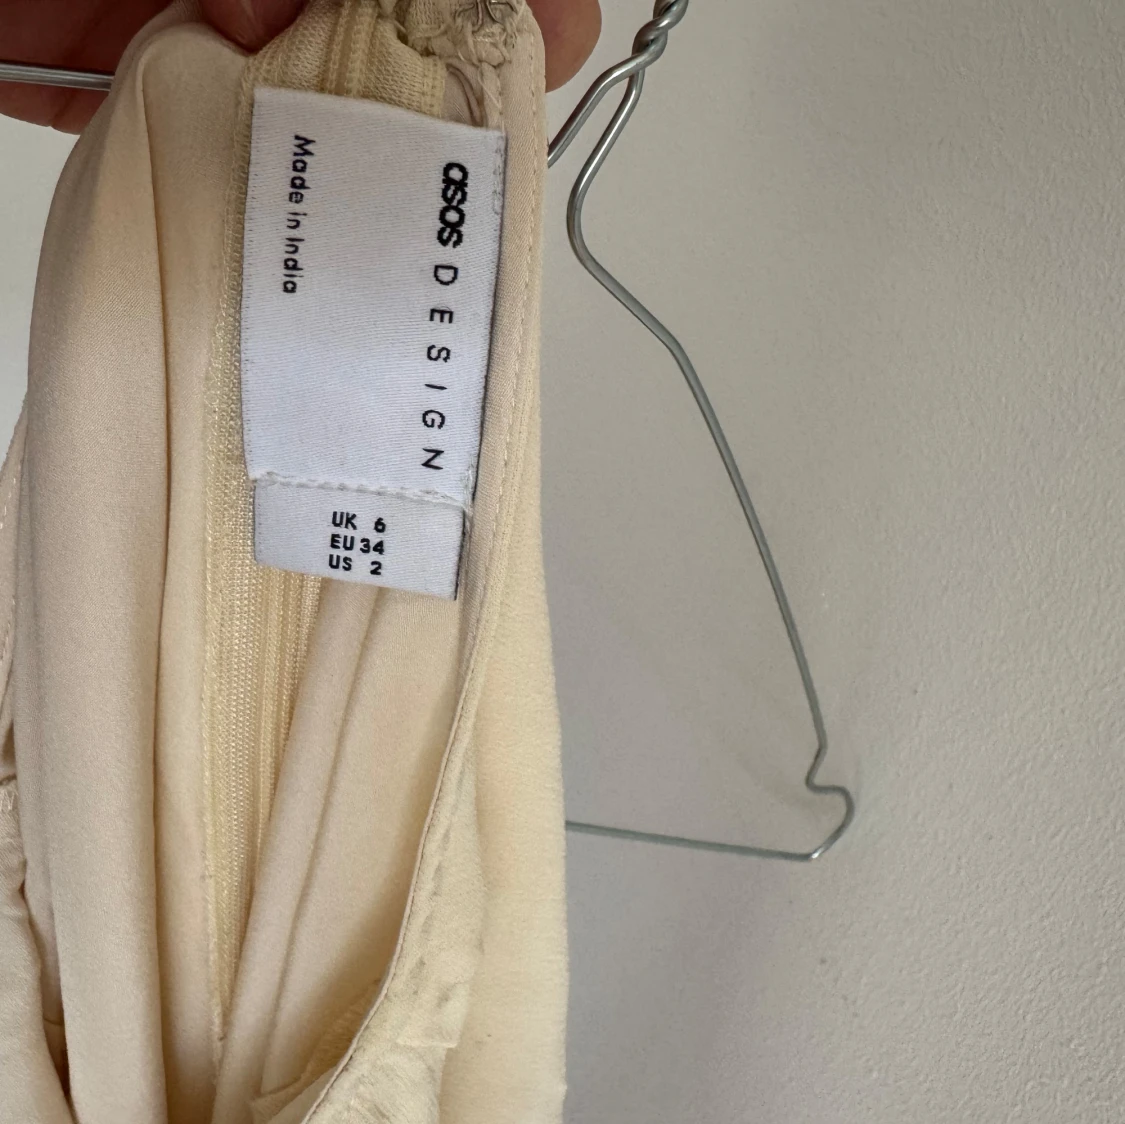 asos DESIGN
Made in India
UK 6
EU 34
US 2